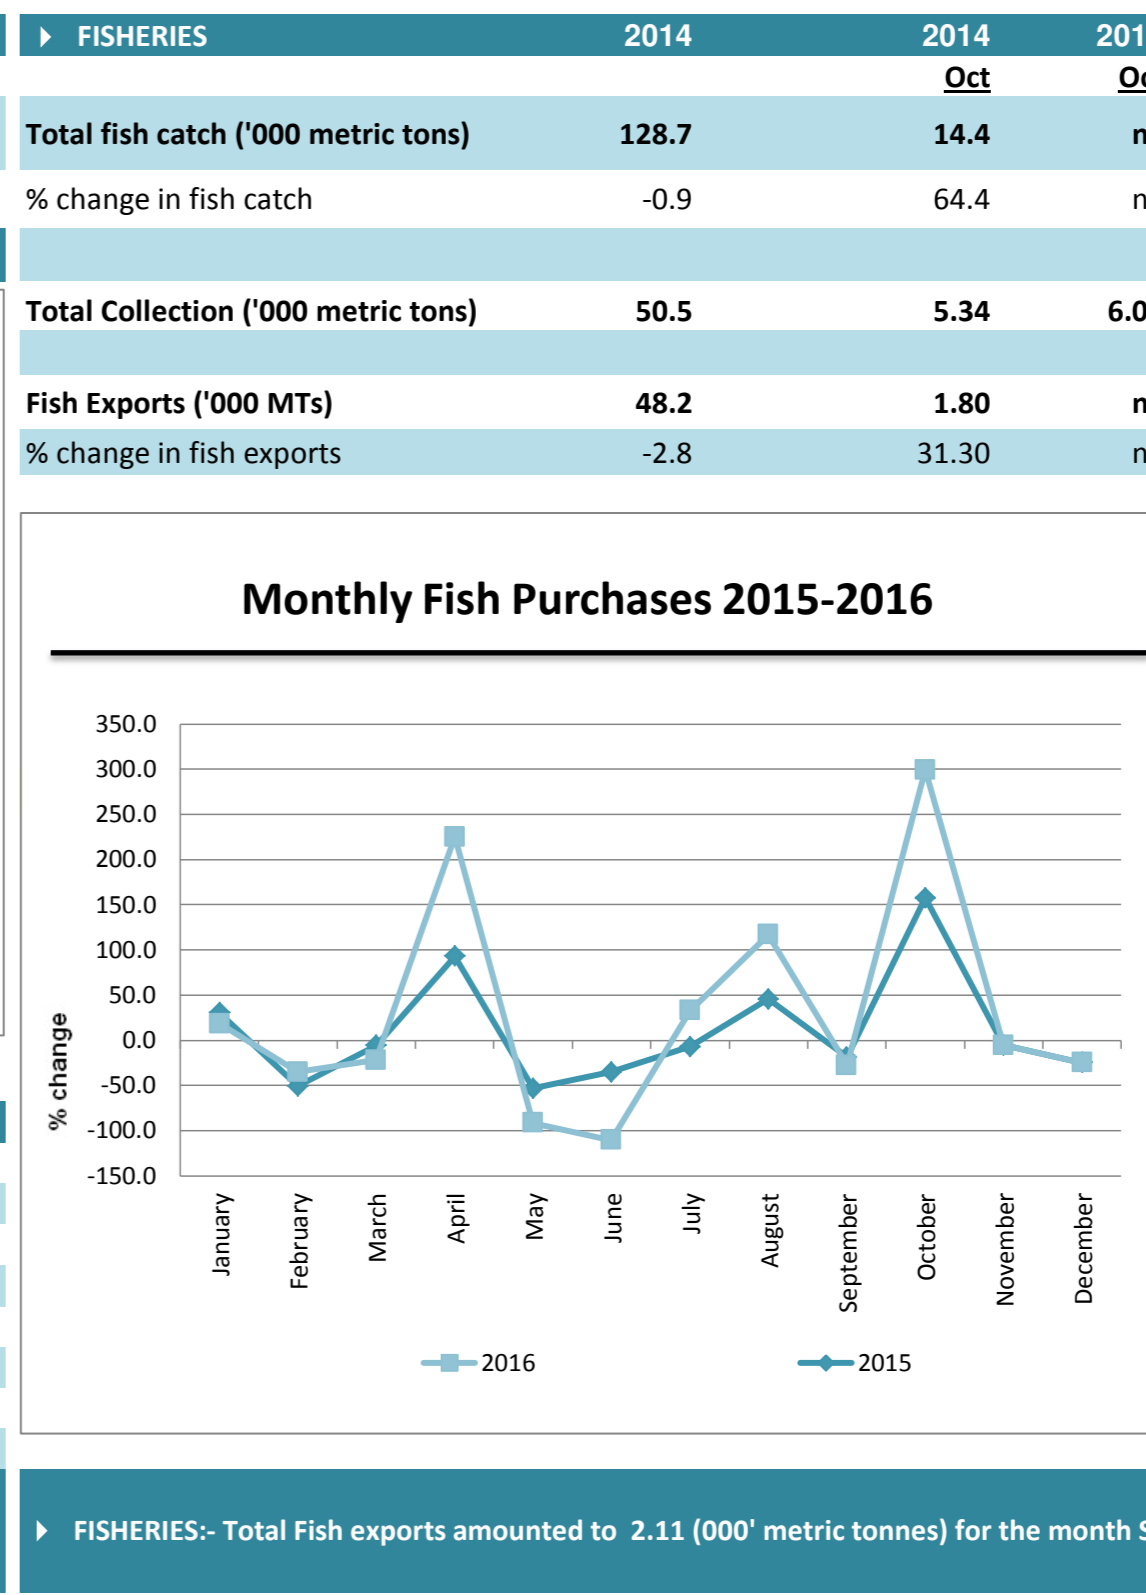 FISHERIES 2014 2014 201
Oct Oc
Total fish catch ('000 metric tons) 128.7 14.4 n
% change in fish catch -0.9 64.4 n
Total Collection ('000 metric tons) 50.5 5.34 6.0
Fish Exports ('000 MTs) 48.2 1.80 n
% change in fish exports -2.8 31.30 n
Monthly Fish Purchases 2015-2016
350.0
300.0
250.0
200.0
150.0
100.0
50.0
0.0
-50.0
-100.0
-150.0
% change
January
February
March
April
May
June
July
August
September
October
November
December
2016 2015
FISHERIES:- Total Fish exports amounted to 2.11 (000' metric tonnes) for the month S